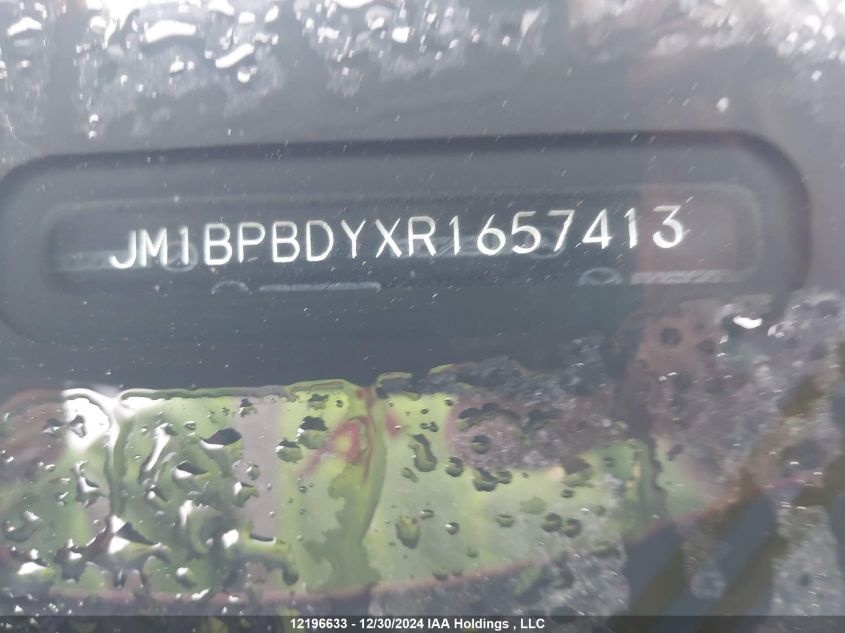 JM1BPBDYXR1657413
12196633 - 12/30/2024 IAA Holdings , LLC